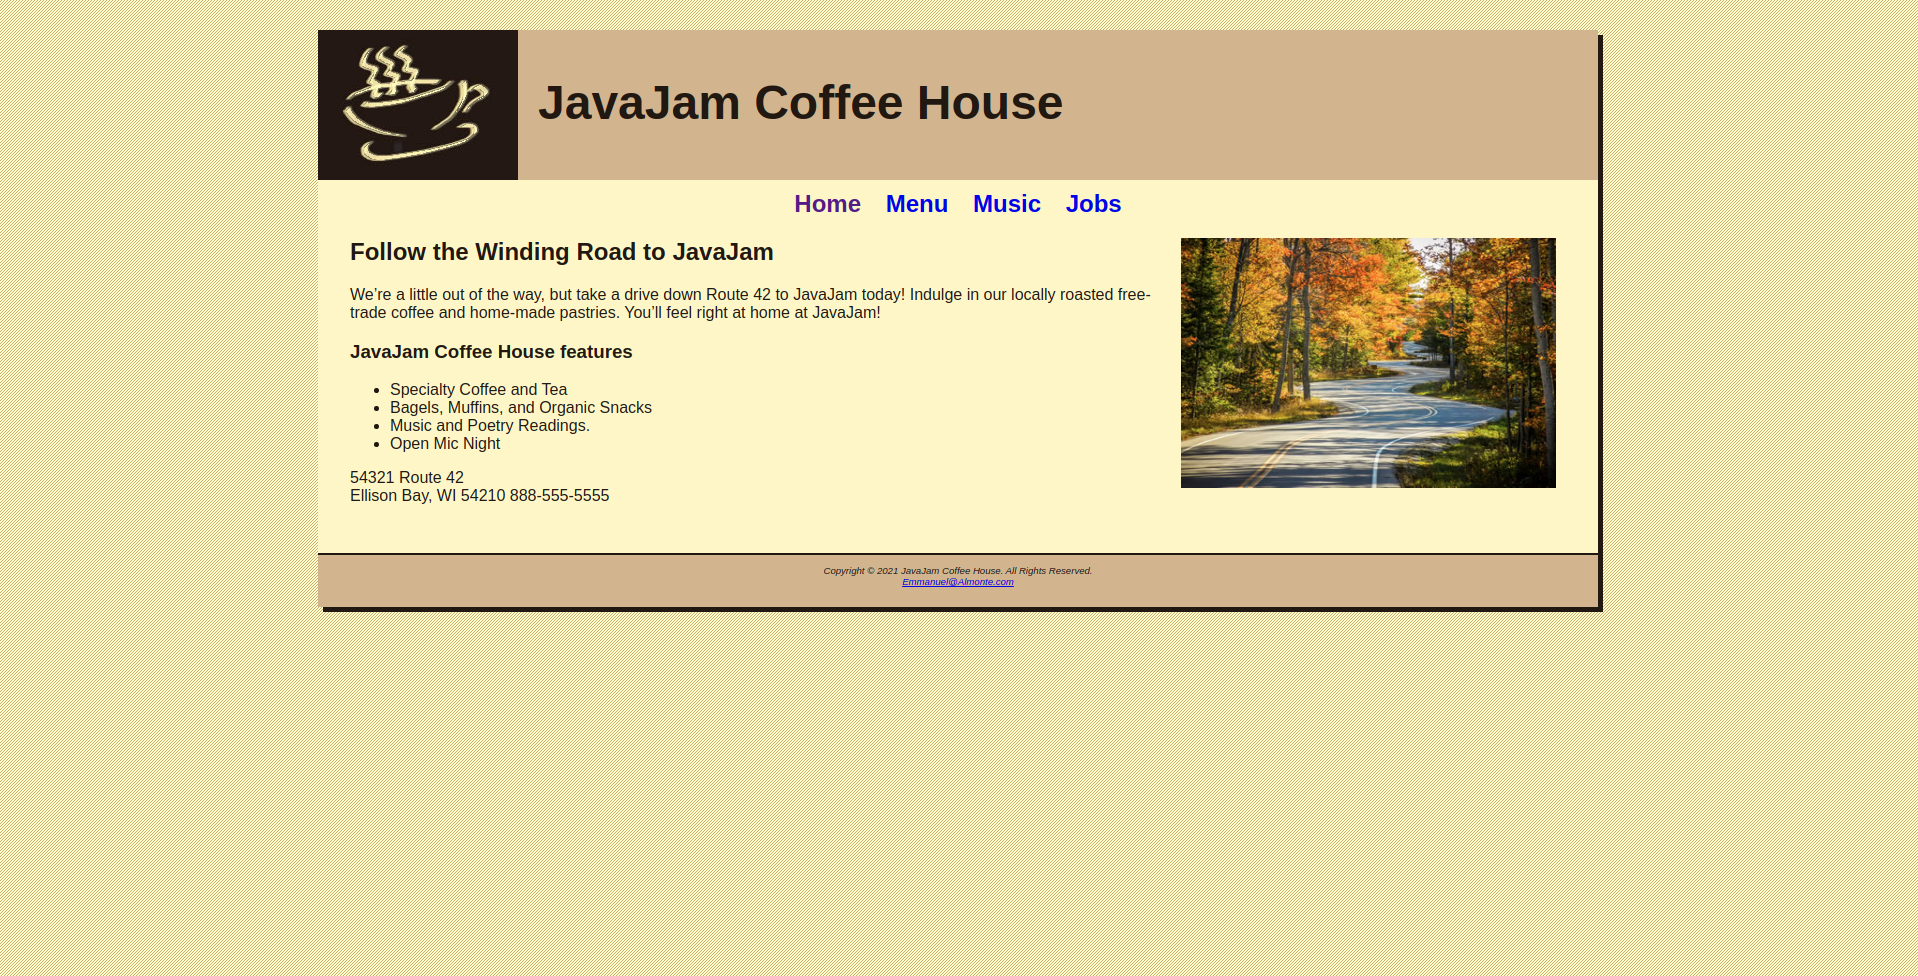 JavaJam Coffee House
Home Menu Music Jobs
Follow the Winding Road to JavaJam
We’re a little out of the way, but take a drive down Route 42 to JavaJam today! Indulge in our locally roasted free-
trade coffee and home-made pastries. You’ll feel right at home at JavaJam!
JavaJam Coffee House features
• Specialty Coffee and Tea
• Bagels, Muffins, and Organic Snacks
• Music and Poetry Readings.
• Open Mic Night
54321 Route 42
Ellison Bay, WI 54210 888-555-5555
Copyright © 2021 JavaJam Coffee House. All Rights Reserved.
Emmanuel@Almonte.com